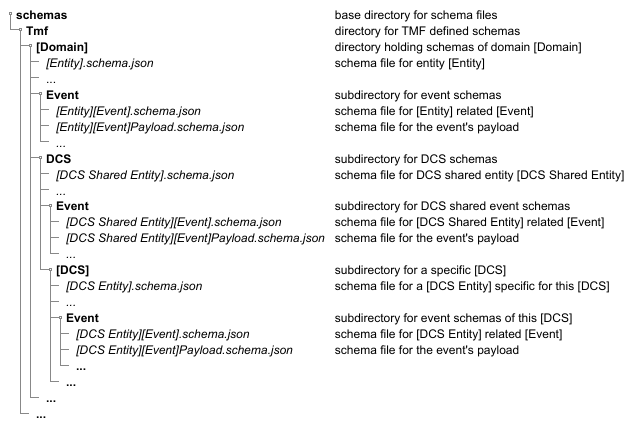 schemas base directory for schema files
Tmf directory for TMF defined schemas
[Domain] directory holding schemas of domain [Domain]
[Entity].schema.json schema file for entity [Entity]
...
Event subdirectory for event schemas
[Entity][Event].schema.json schema file for [Entity] related [Event]
[Entity][Event]Payload.schema.json schema file for the event's payload
...
DCS subdirectory for DCS schemas
[DCS Shared Entity].schema.json schema file for DCS shared entity [DCS Shared Entity]
...
Event subdirectory for DCS shared event schemas
[DCS Shared Entity][Event].schema.json schema file for [DCS Shared Entity] related [Event]
[DCS Shared Entity][Event]Payload.schema.json schema file for the event's payload
...
[DCS] subdirectory for a specific [DCS]
[DCS Entity].schema.json schema file for a [DCS Entity] specific for this [DCS]
...
Event subdirectory for event schemas of this [DCS]
[DCS Entity][Event].schema.json schema file for [DCS Entity] related [Event]
[DCS Entity][Event]Payload.schema.json schema file for the event's payload
...
...
...
...